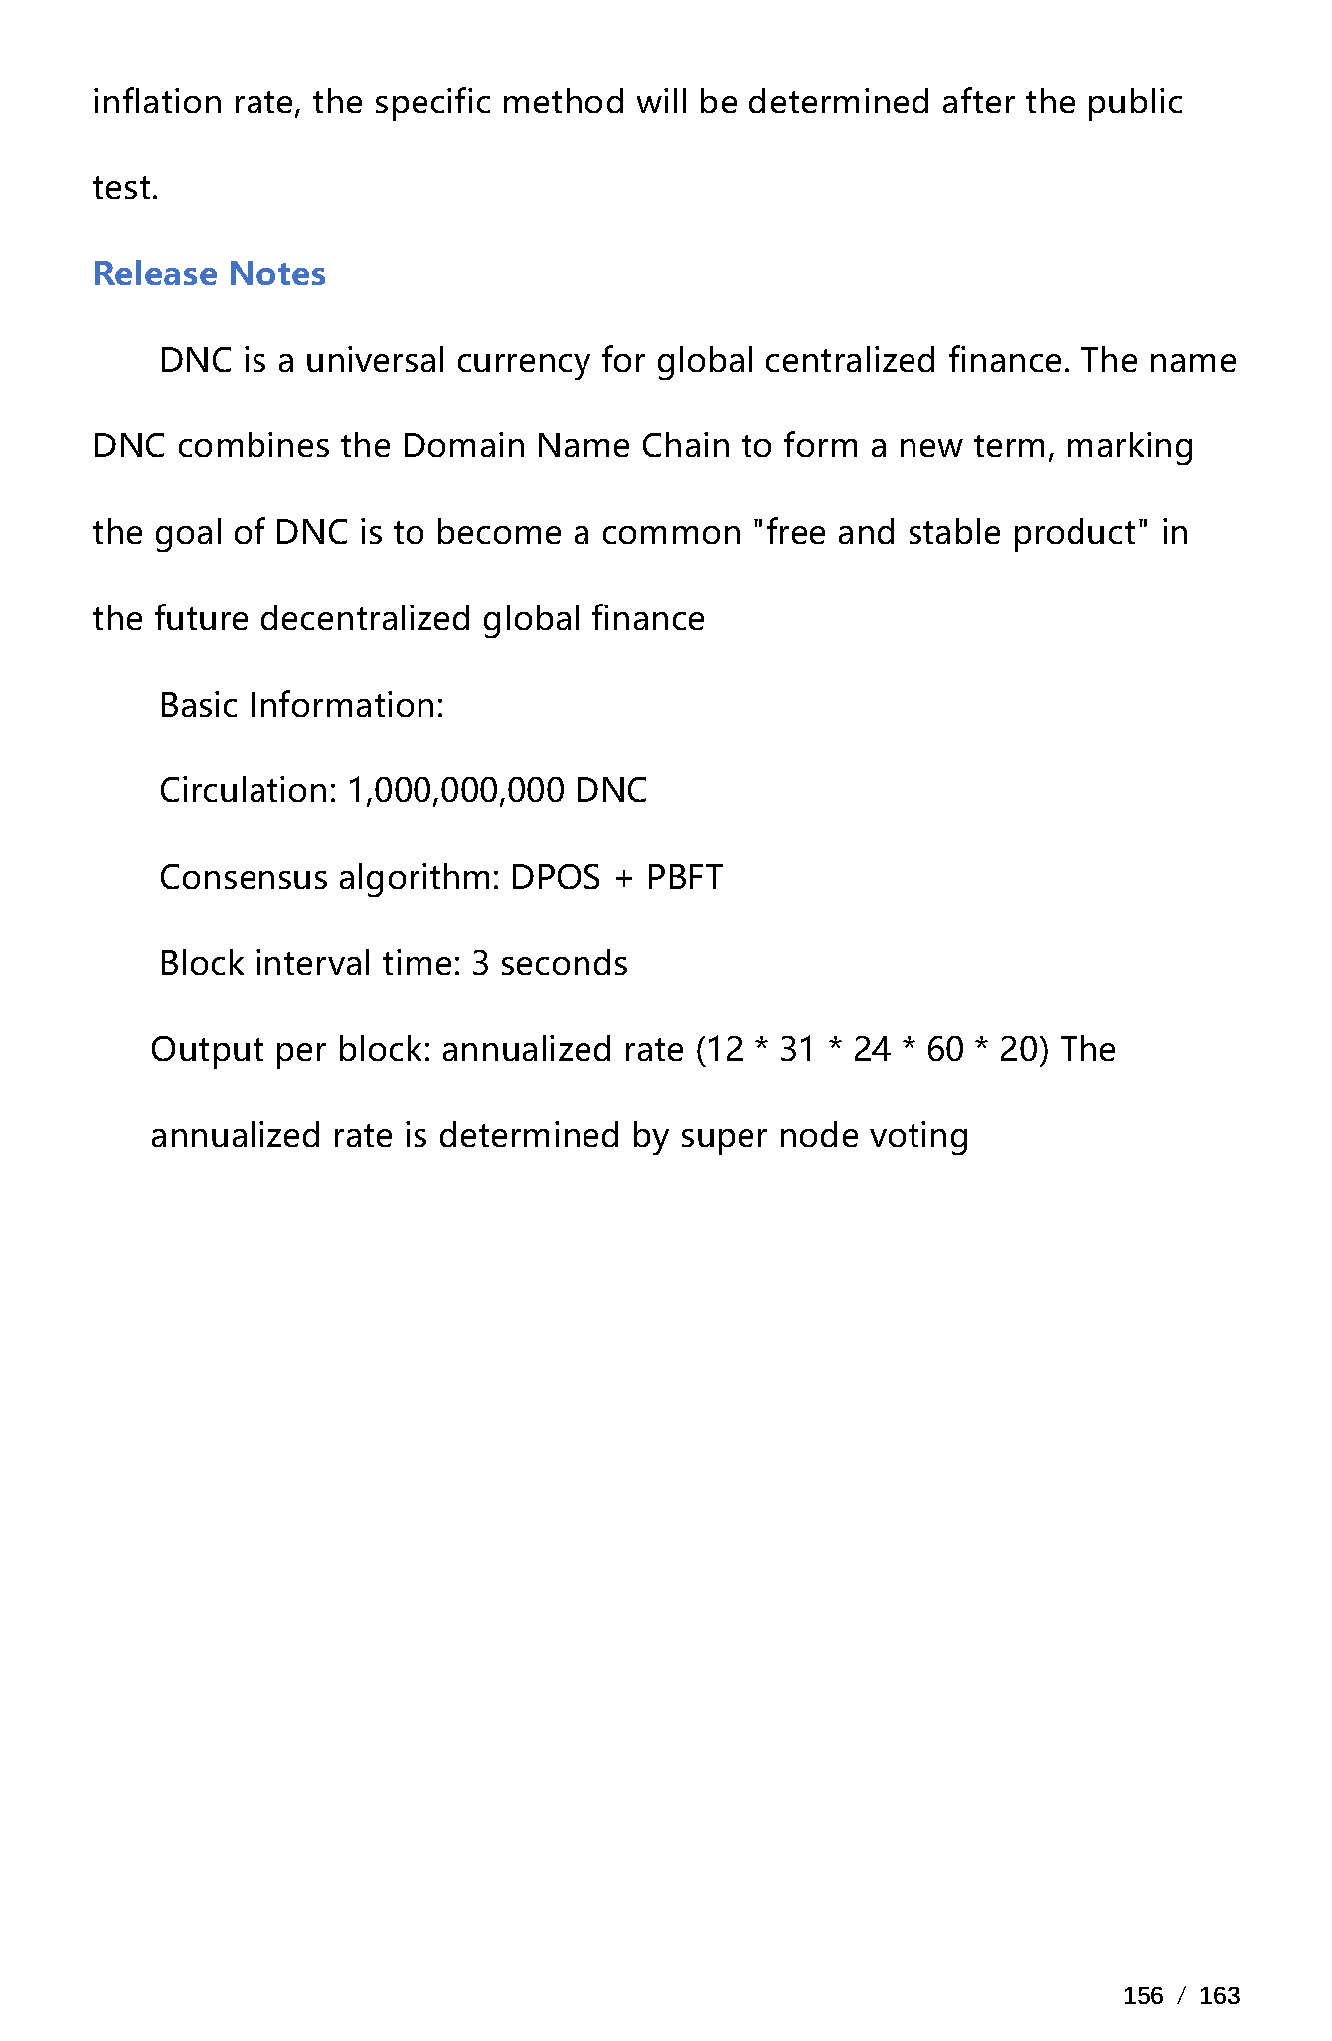 inflation rate, the specific method will be determined after the public
test.
Release Notes
DNC is a universal currency for global centralized finance. The name
DNC combines the Domain Name Chain to form a new term, marking
the goal of DNC is to become a common "free and stable product" in
the future decentralized global finance
Basic Information:
Circulation: 1,000,000,000 DNC
Consensus algorithm: DPOS + PBFT
Block interval time: 3 seconds
Output per block: annualized rate (12 * 31 * 24 * 60 * 20) The
annualized rate is determined by super node voting
156 / 163